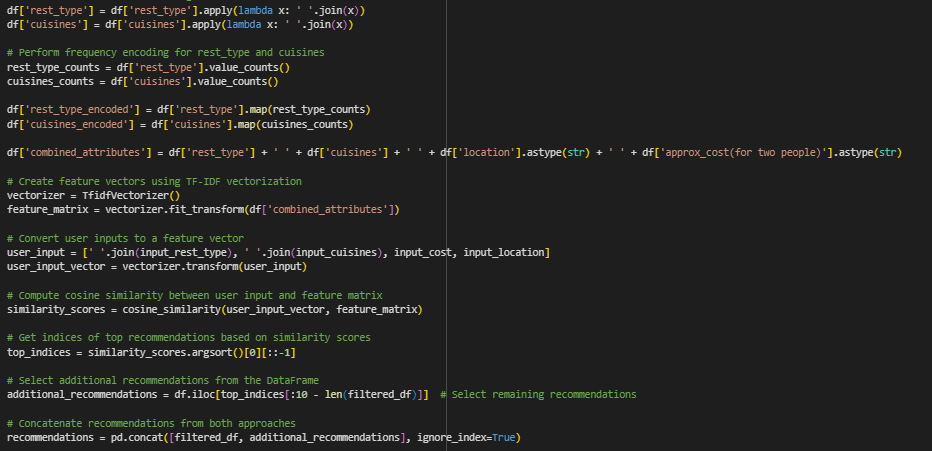 df['rest_type'] = df['rest_type'].apply(lambda x: ' '.join(x))
df['cuisines'] = df['cuisines'].apply(lambda x: ' '.join(x))
# Perform frequency encoding for rest_type and cuisines
rest_type_counts = df['rest_type'].value_counts()
cuisines_counts = df['cuisines'].value_counts()
df['rest_type_encoded'] = df['rest_type'].map(rest_type_counts)
df['cuisines_encoded'] = df['cuisines'].map(cuisines_counts)
df['combined_attributes'] = df['rest_type'] + ' ' + df['cuisines'] + ' ' + df['location'].astype(str) + ' ' + df['approx_cost(for two people)'].astype(str)
# Create feature vectors using TF-IDF vectorization
vectorizer = TfidfVectorizer()
feature_matrix = vectorizer.fit_transform(df['combined_attributes'])
# Convert user inputs to a feature vector
user_input = [' '.join(input_rest_type), ' '.join(input_cuisines), input_cost, input_location]
user_input_vector = vectorizer.transform(user_input)
# Compute cosine similarity between user input and feature matrix
similarity_scores = cosine_similarity(user_input_vector, feature_matrix)
# Get indices of top recommendations based on similarity scores
top_indices = similarity_scores.argsort()[0][::-1]
# Select additional recommendations from the DataFrame
additional_recommendations = df.iloc[top_indices[:10 - len(filtered_df)]]  # Select remaining recommendations
# Concatenate recommendations from both approaches
recommendations = pd.concat([filtered_df, additional_recommendations], ignore_index=True)